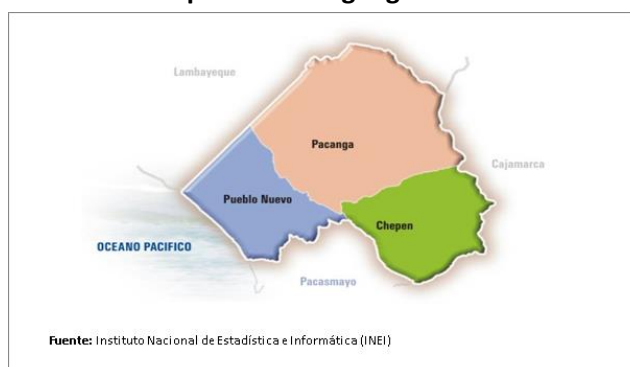 Lambayeque
Pacanga
Cajamarca
Pueblo Nuevo
Chepen
OCEANO PACIFICO
Pacasmayo
Fuente: Instituto Nacional de Estadística e Informática (INEI)